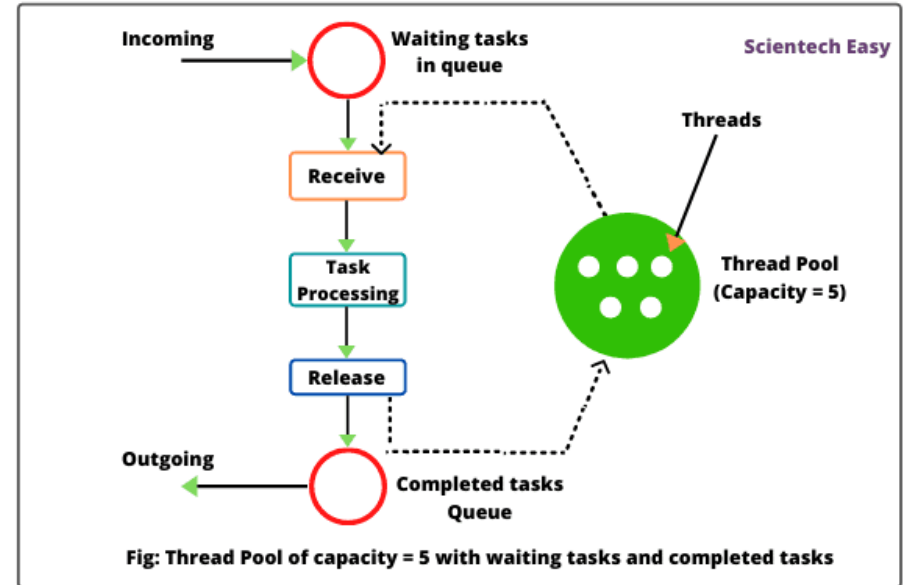 Incoming
Waiting tasks
in queue
Scientech Easy
Threads
Receive
Task
Processing
Thread Pool
(Capacity = 5)
Release
Outgoing
Completed tasks
Queue
Fig: Thread Pool of capacity = 5 with waiting tasks and completed tasks